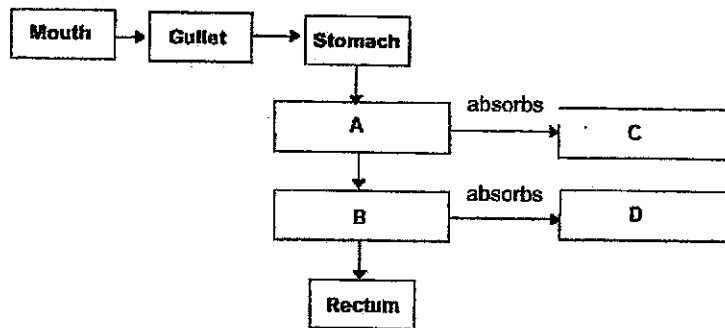 Mouth
Gullet
Stomach
A
absorbs
C
B
absorbs
D
Rectum